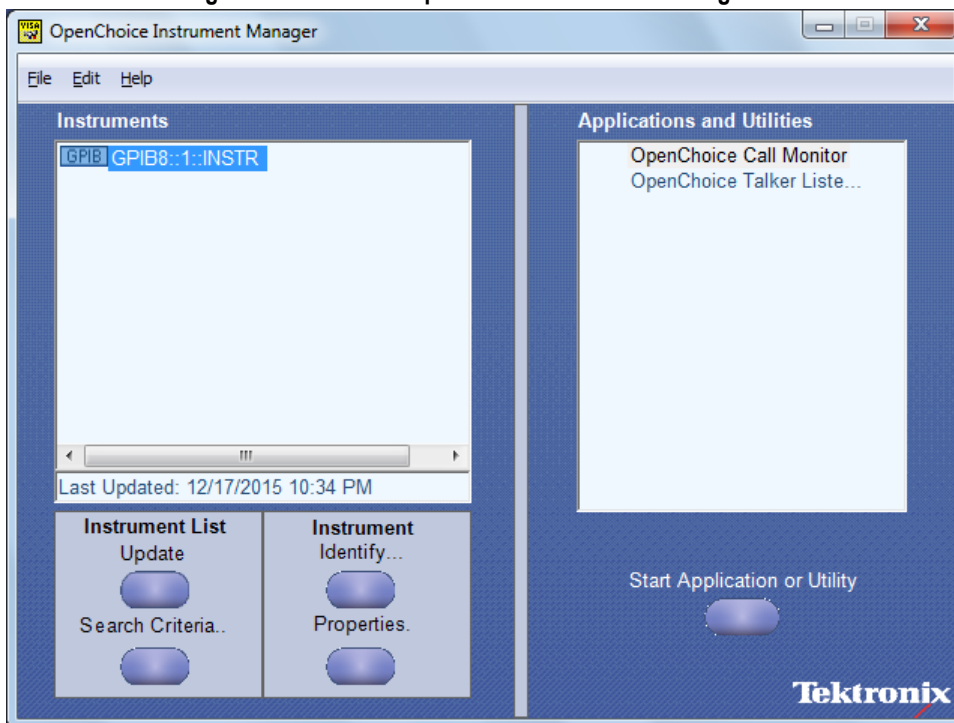 VISA
OpenChoice Instrument Manager
File Edit Help
Instruments
GPIB GPIB8::1::INSTR
Last Updated: 12/17/2015 10:34 PM
Instrument List
Update
Search Criteria..
Instrument
Identify...
Properties.
Applications and Utilities
OpenChoice Call Monitor
OpenChoice Talker Liste...
Start Application or Utility
Tektronix